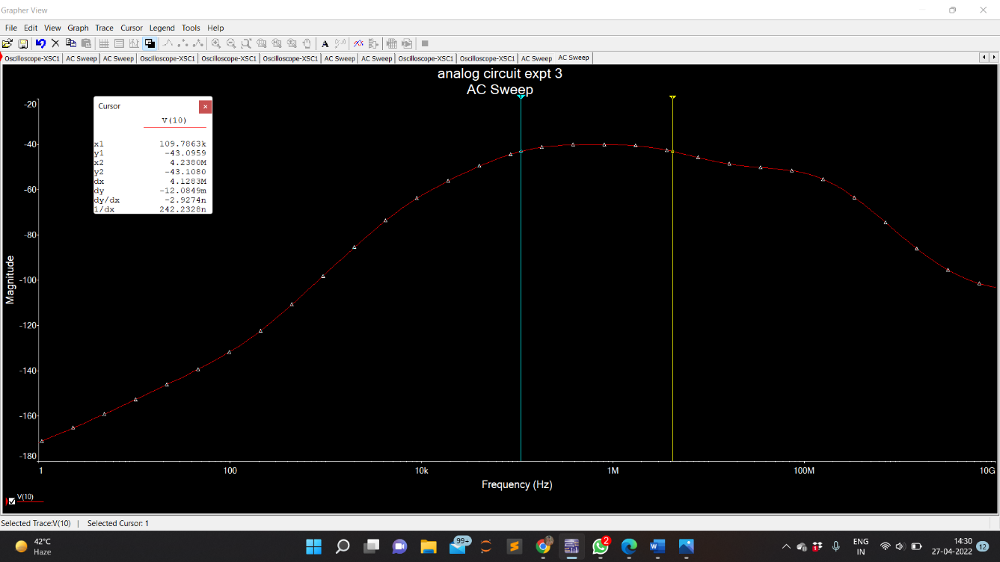 Grapher View
File Edit View Graph Trace Cursor Legend Tools Help
Oscilloscope-XSC1 AC Sweep AC Sweep Oscilloscope-XSC1 Oscilloscope-XSC1 Oscilloscope-XSC1 AC Sweep AC Sweep Oscilloscope-XSC1 Oscilloscope-XSC1 AC Sweep AC Sweep
analog circuit expt 3
AC Sweep
Cursor
V(10)
x1 109.7863k
y1 -43.0959
x2 4.2380M
y2 -43.1080
dx 4.1283M
dy -12.0849m
dy/dx -2.9274n
1/dx 242.2328n
Magnitude
-20
-40
-60
-80
-100
-120
-140
-160
-180
1 100 10k 1M 100M 10G
Frequency (Hz)
V(10)
Selected Trace:V(10) | Selected Cursor: 1
42°C
Haze
99+
2
1
ENG
IN
14:30
27-04-2022
12